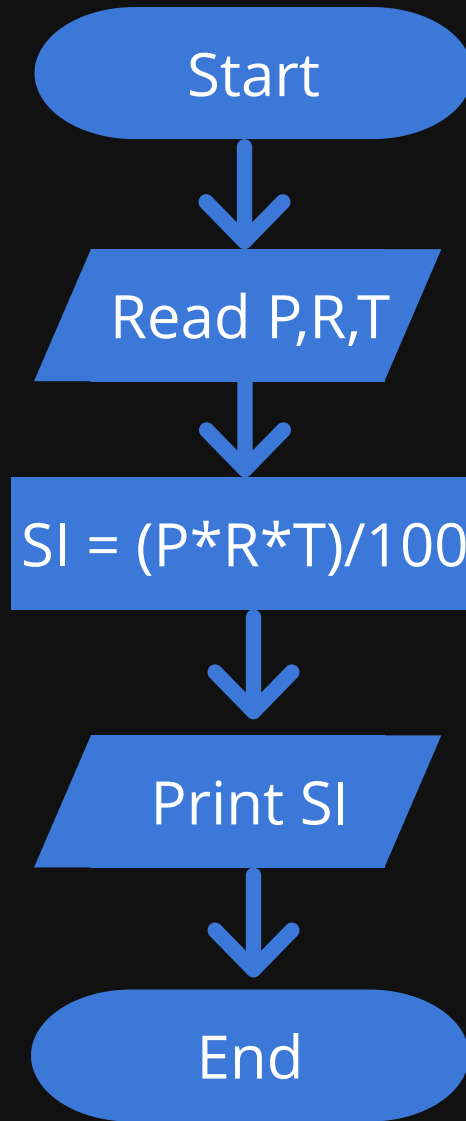 Start
Read P,R,T
SI = (P*R*T)/100
Print SI
End